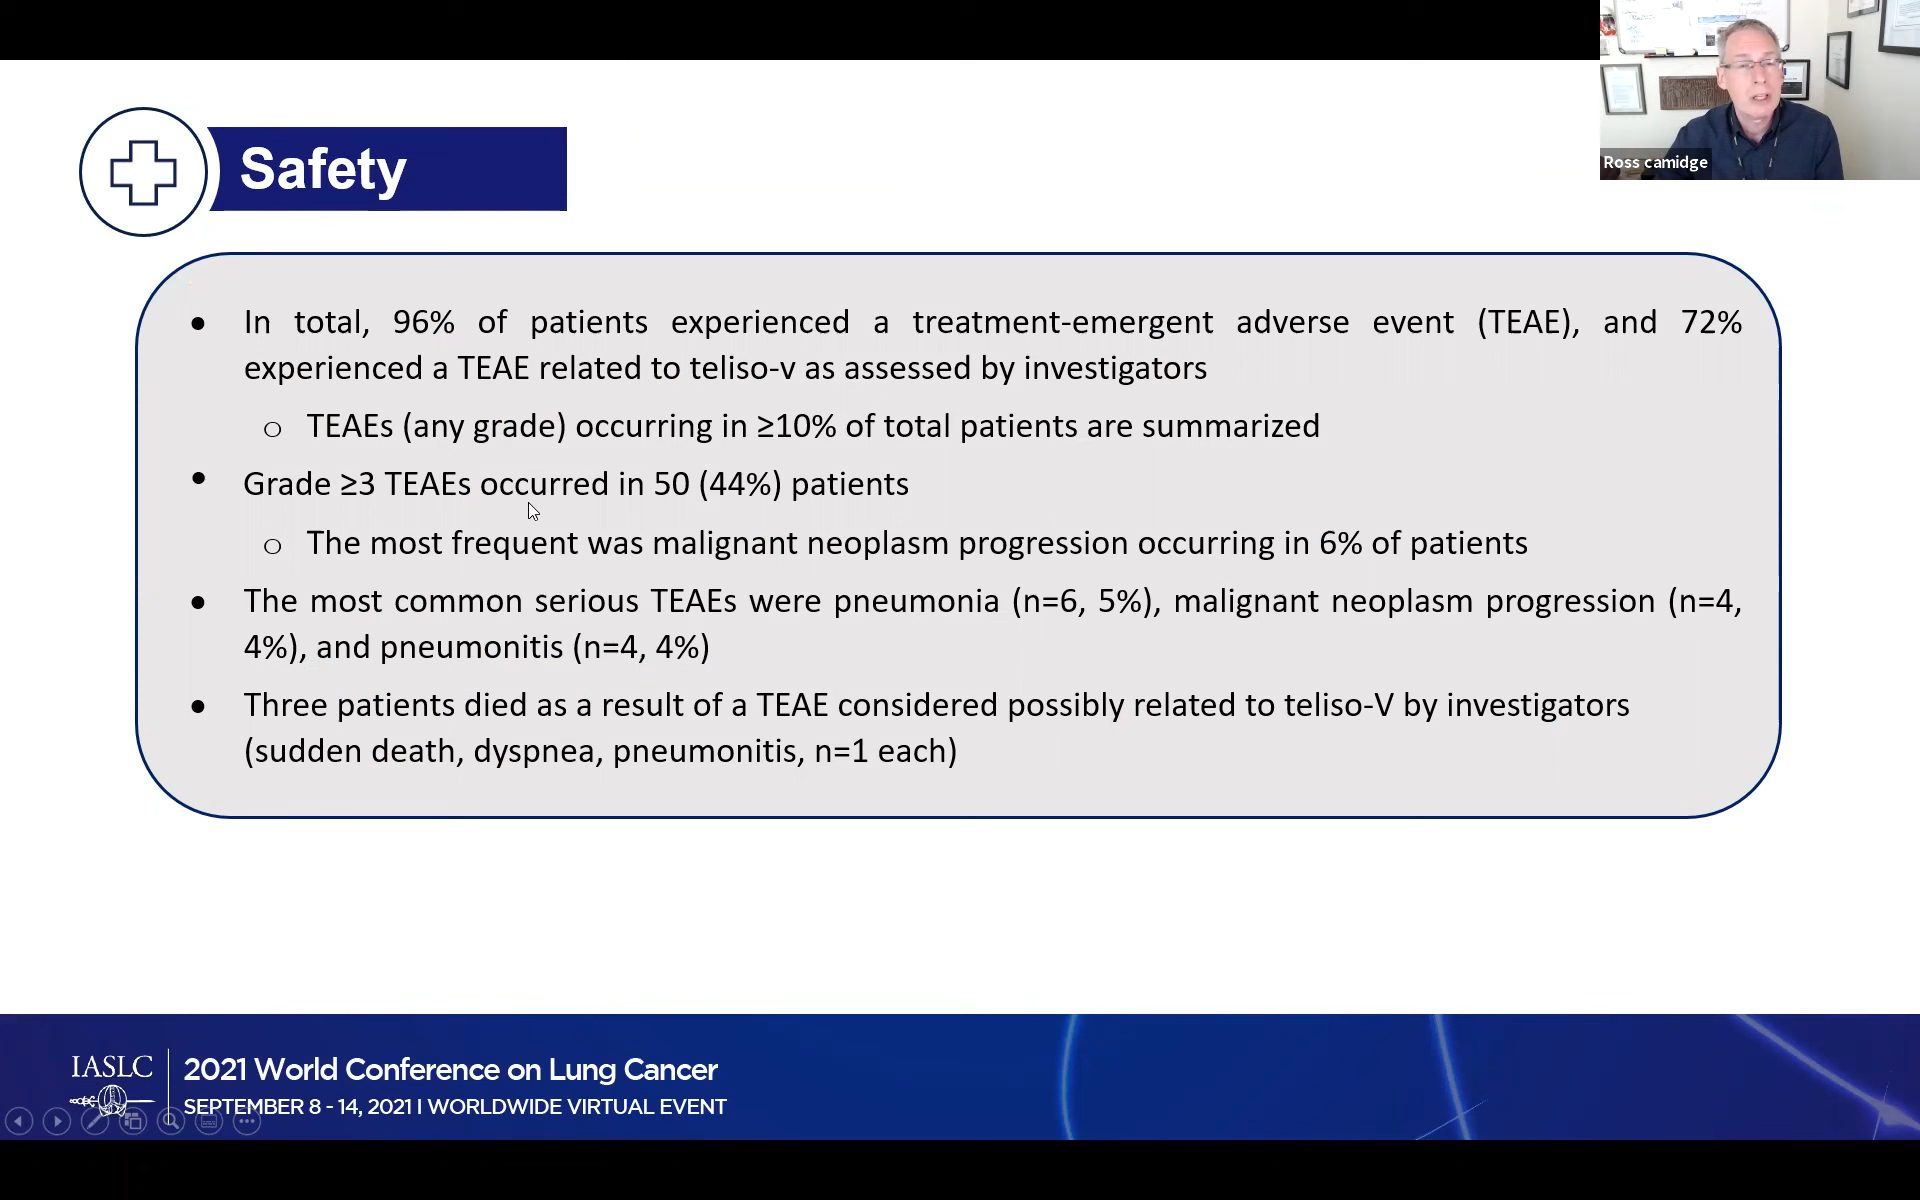 Ross camidge
Safety
• In total, 96% of patients experienced a treatment-emergent adverse event (TEAE), and 72%
experienced a TEAE related to teliso-v as assessed by investigators
o TEAEs (any grade) occurring in ≥10% of total patients are summarized
• Grade ≥3 TEAEs occurred in 50 (44%) patients
o The most frequent was malignant neoplasm progression occurring in 6% of patients
• The most common serious TEAEs were pneumonia (n=6, 5%), malignant neoplasm progression (n=4,
4%), and pneumonitis (n=4, 4%)
• Three patients died as a result of a TEAE considered possibly related to teliso-V by investigators
(sudden death, dyspnea, pneumonitis, n=1 each)
IASLC
2021 World Conference on Lung Cancer
SEPTEMBER 8 - 14, 2021 | WORLDWIDE VIRTUAL EVENT